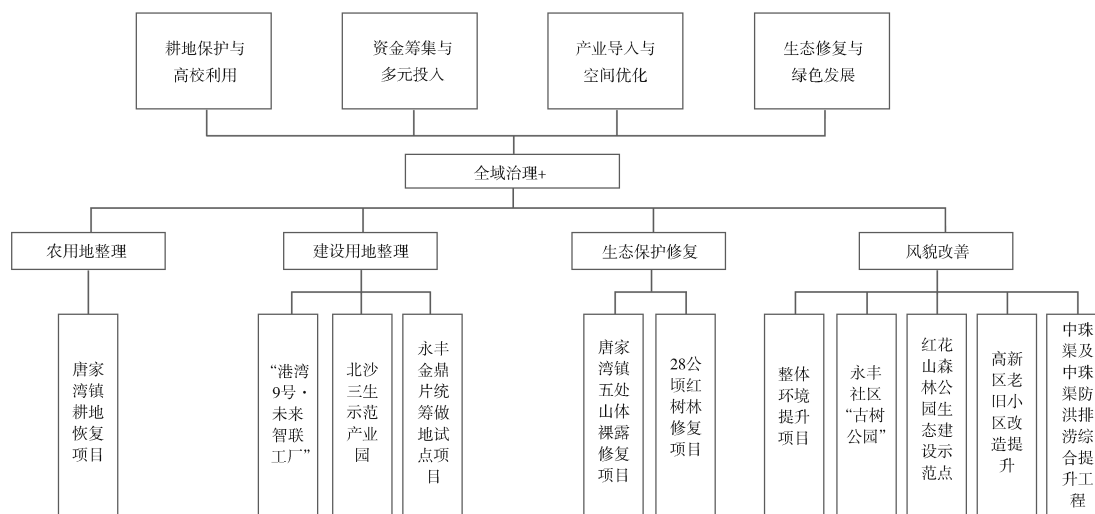 耕地保护与
高校利用
资金筹集与
多元投入
产业导入与
空间优化
生态修复与
绿色发展
全域治理+
农用地整理
建设用地整理
生态保护修复
风貌改善
唐家
湾镇
耕地
恢复
项目
“港湾
9号·
未来
智联
工厂”
北沙
三生
示范
产业
园
永丰
金鼎
片统
筹做
地试
点项
目
唐家
湾镇
五处
山体
裸露
修复
项目
28公
顷红
树林
修复
项目
整体
环境
提升
项目
永丰
社区
“古树
公园”
红花
山森
林公
园生
态建
设示
范点
高新
区老
旧小
区改
造提
升
中珠
渠及
中珠
渠防
洪排
涝综
合提
升工
程